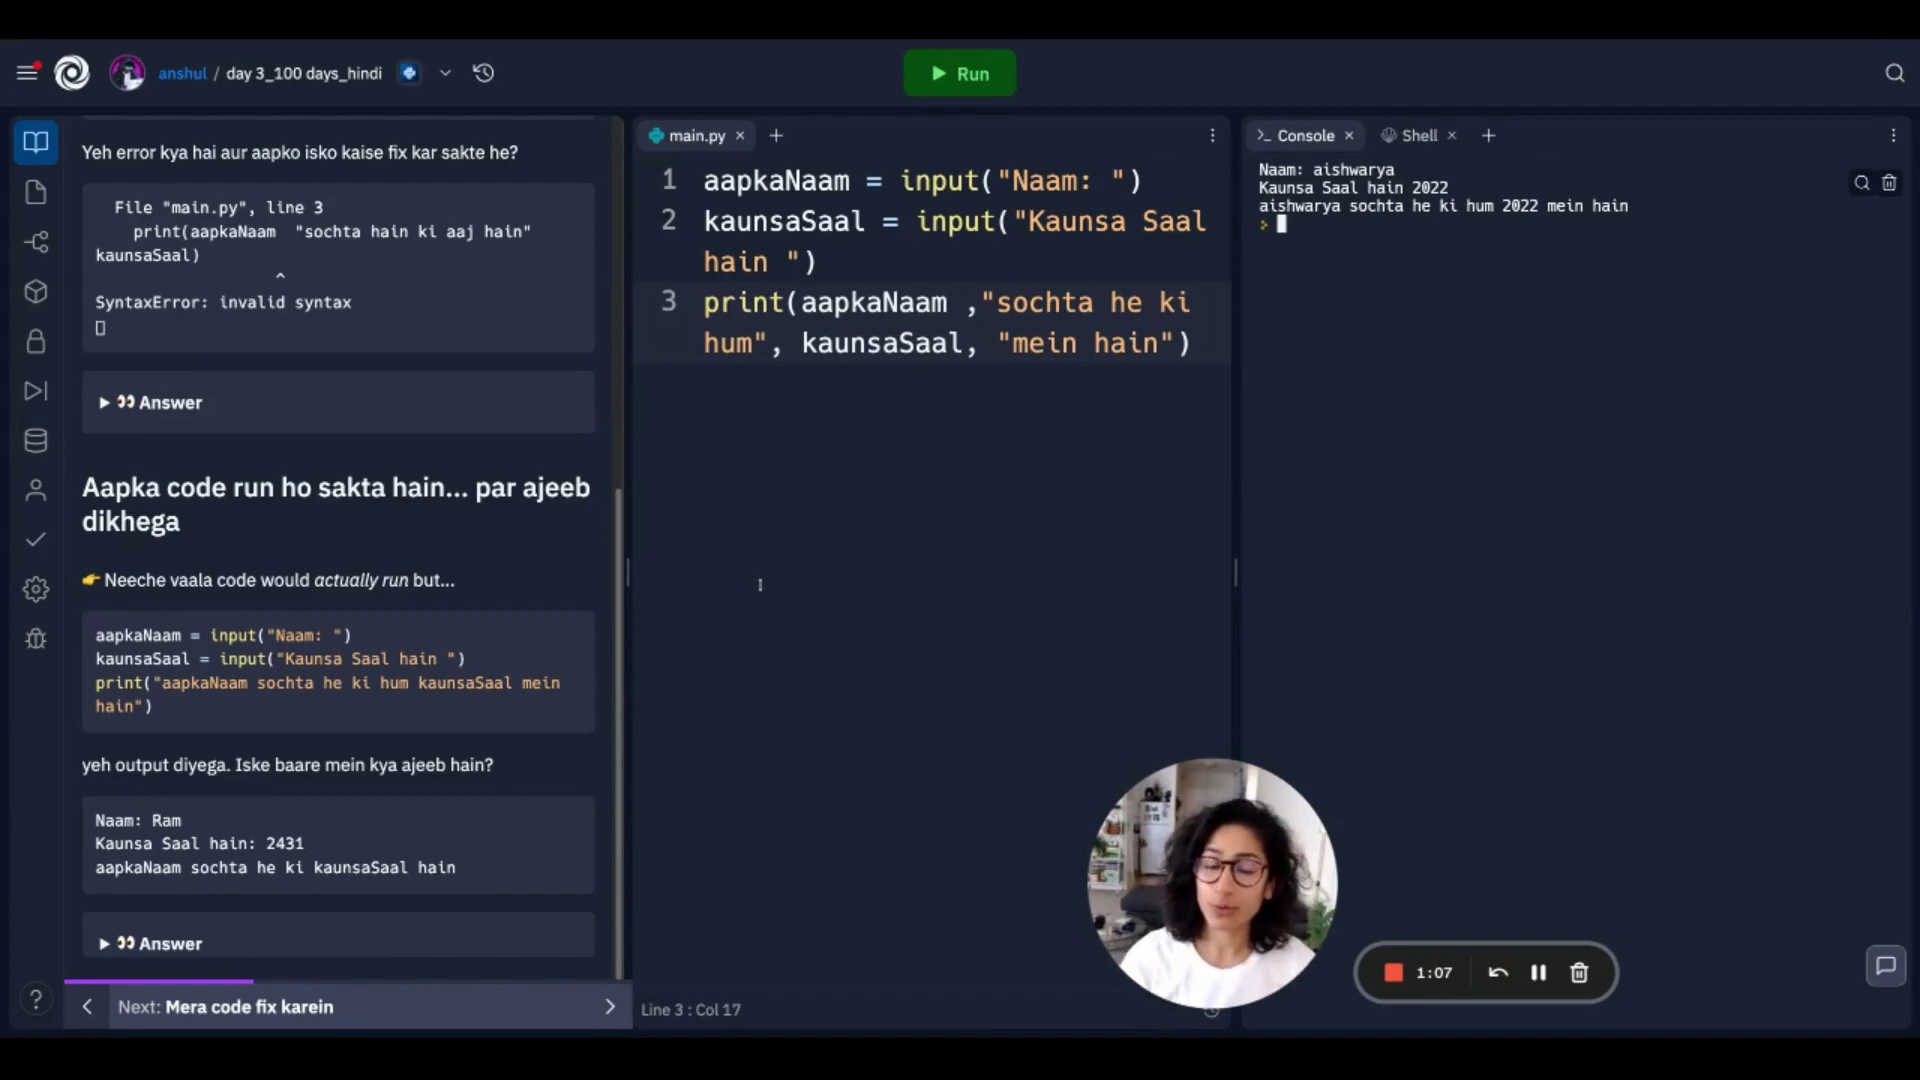 anshul / day 3_100 days_hindi
Run
Yeh error kya hai aur aapko isko kaise fix kar sakte he?
File "main.py", line 3
print(aapkaNaam  "sochta hain ki aaj hain"
kaunsaSaal)
^
SyntaxError: invalid syntax
Answer
Aapka code run ho sakta hain... par ajeeb
dikhega
Neeche vaala code would actually run but...
aapkaNaam = input("Naam: ")
kaunsaSaal = input("Kaunsa Saal hain ")
print("aapkaNaam sochta he ki hum kaunsaSaal mein
hain")
yeh output diyega. Iske baare mein kya ajeeb hain?
Naam: Ram
Kaunsa Saal hain: 2431
aapkaNaam sochta he ki kaunsaSaal hain
Answer
Next: Mera code fix karein
main.py
1 aapkaNaam = input("Naam: ")
2 kaunsaSaal = input("Kaunsa Saal
hain ")
3 print(aapkaNaam ,"sochta he ki
hum", kaunsaSaal, "mein hain")
Line 3 : Col 17
Console
Shell
Naam: aishwarya
Kaunsa Saal hain 2022
aishwarya sochta he ki hum 2022 mein hain
>
1:07